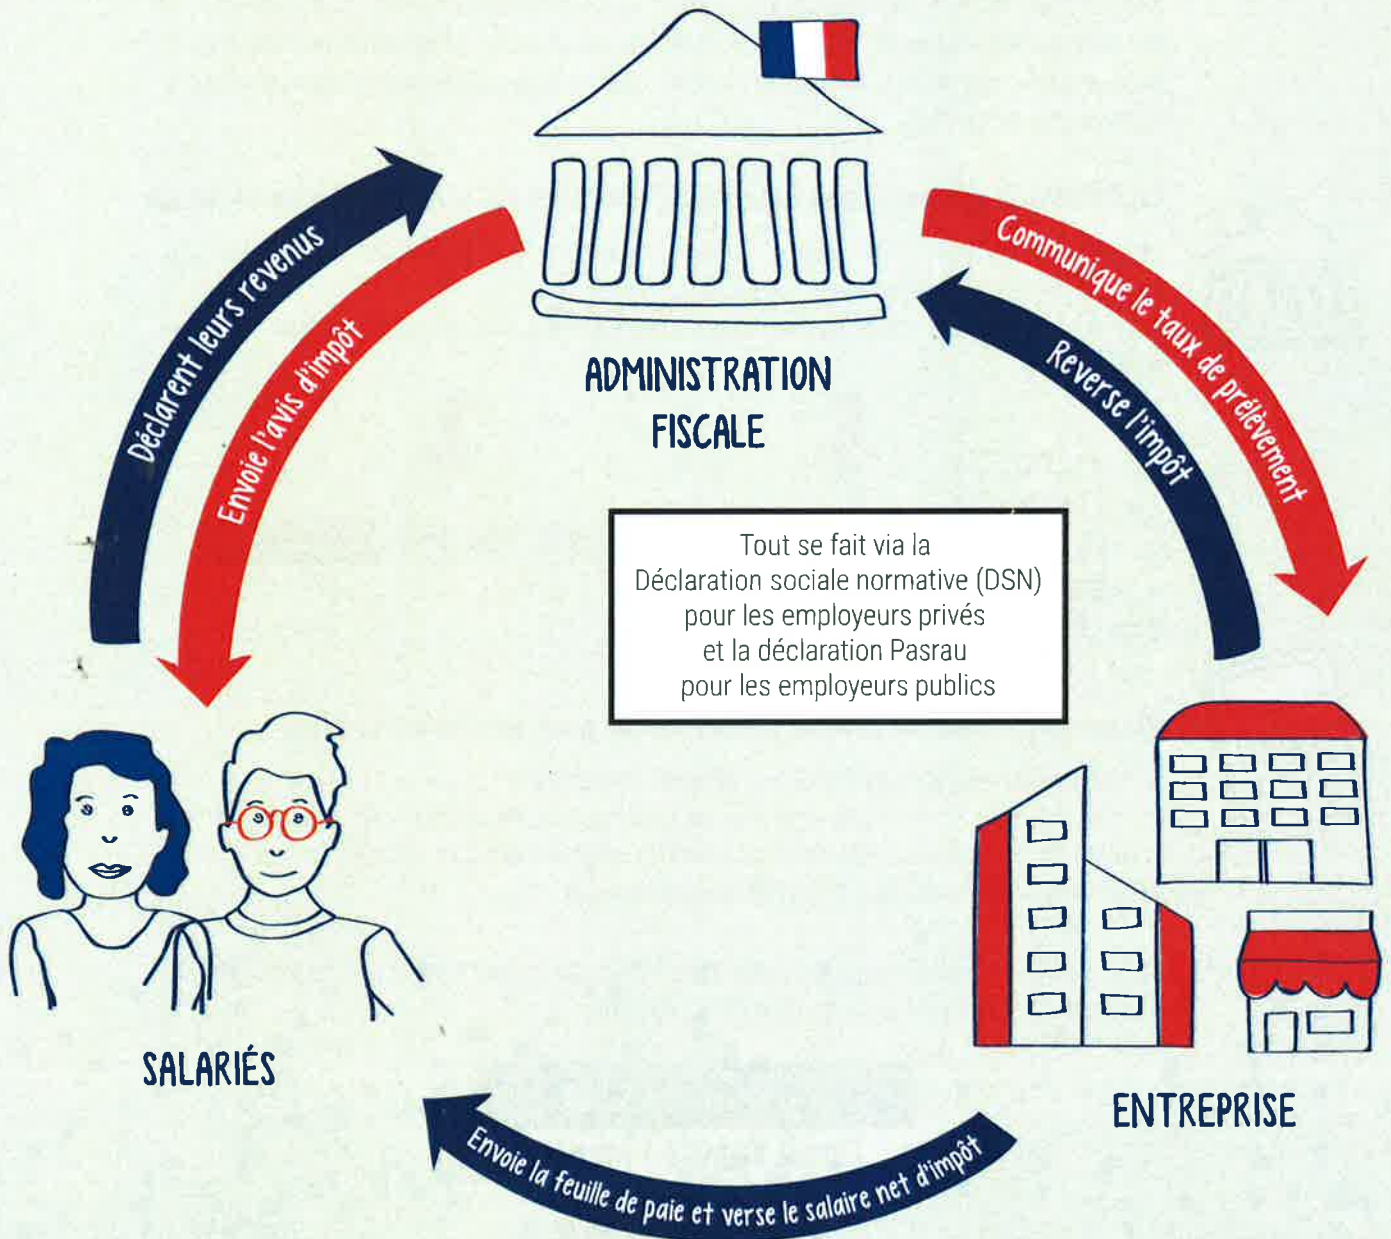 Déclarent leurs revenus
Envoie l'avis d'impôt
Communique le taux de prélèvement
Reverse l'impôt
ADMINISTRATION
FISCALE
Tout se fait via la
Déclaration sociale normative (DSN)
pour les employeurs privés
et la déclaration Pasrau
pour les employeurs publics
SALARIÉS
ENTREPRISE
Envoie la feuille de paie et verse le salaire net d'impôt